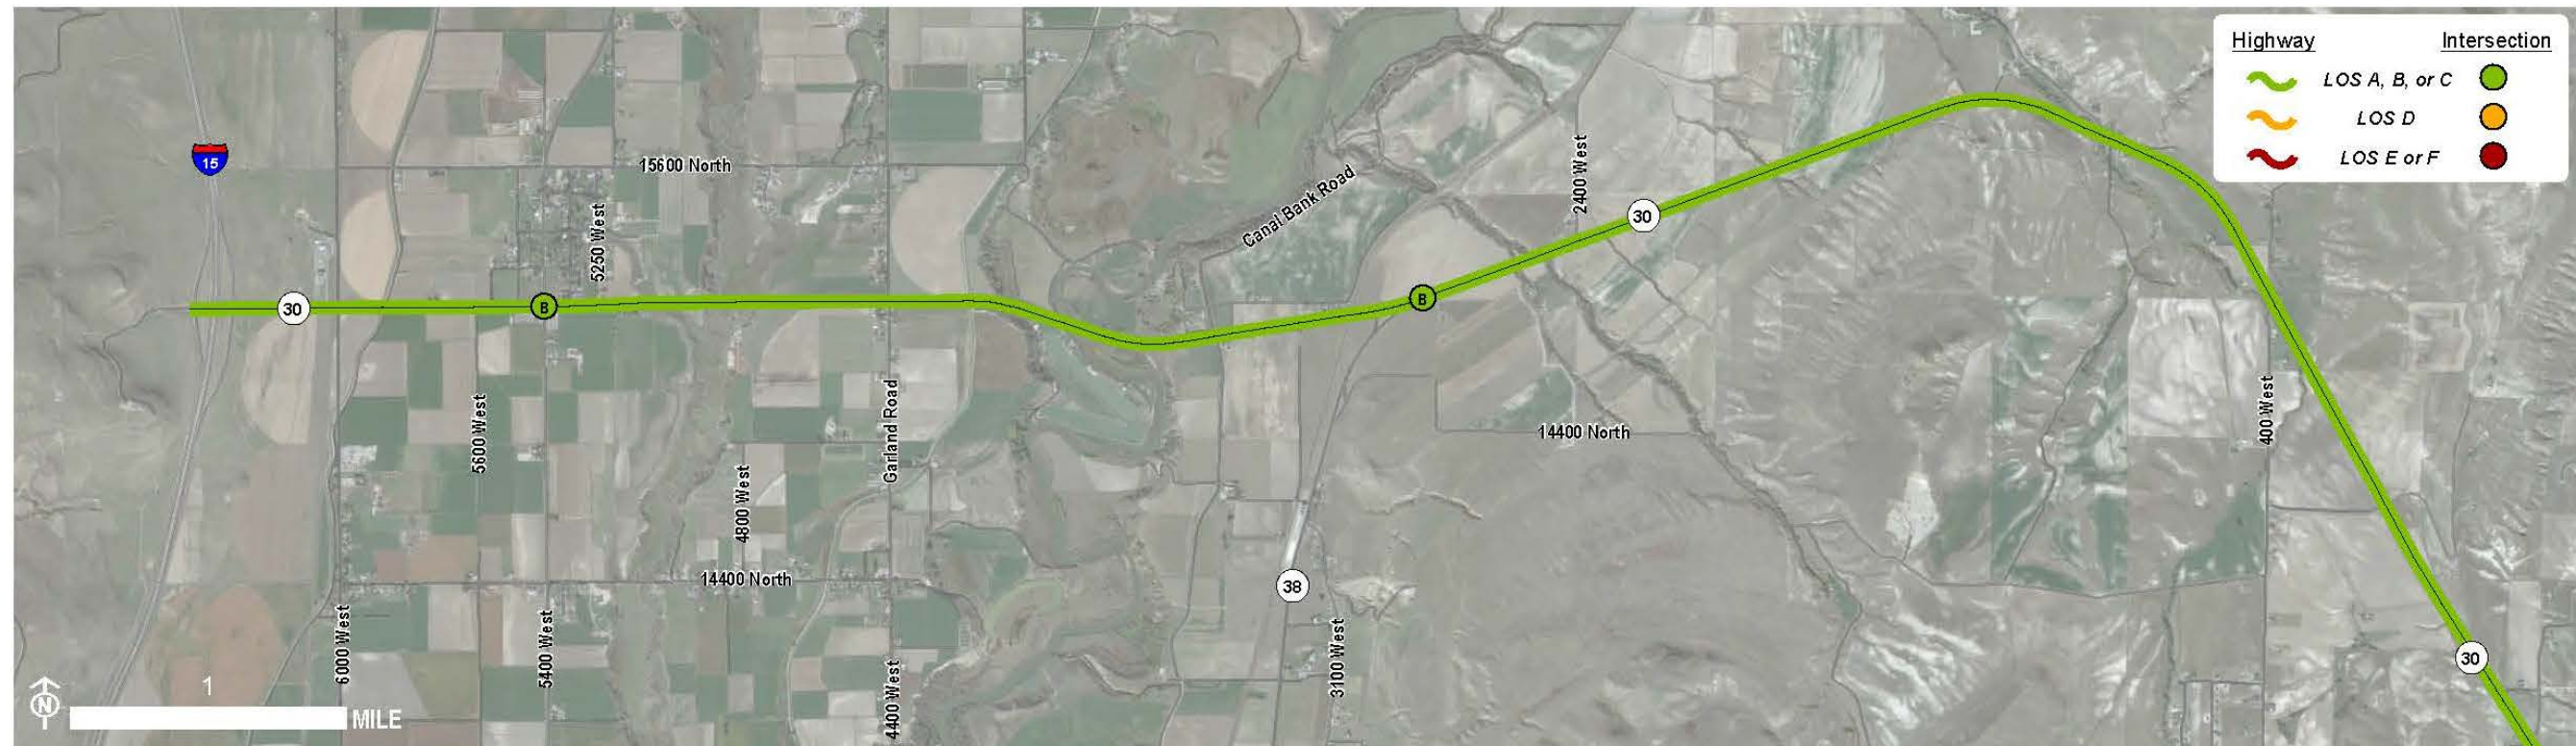 Highway
Intersection
LOS A, B, or C
LOS D
LOS E or F
15
15600 North
5250 West
Canal Bank Road
2400 West
30
30
B
B
5600 West
Garland Road
4800 West
14400 North
400 West
14400 North
38
6000 West
5400 West
4400 West
3100 West
30
1
N
MILE